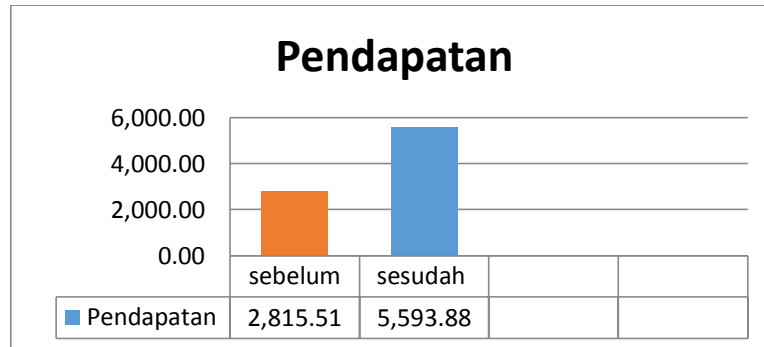 Pendapatan
6,000.00
4,000.00
2,000.00
0.00
sebelum sesudah
Pendapatan 2,815.51 5,593.88